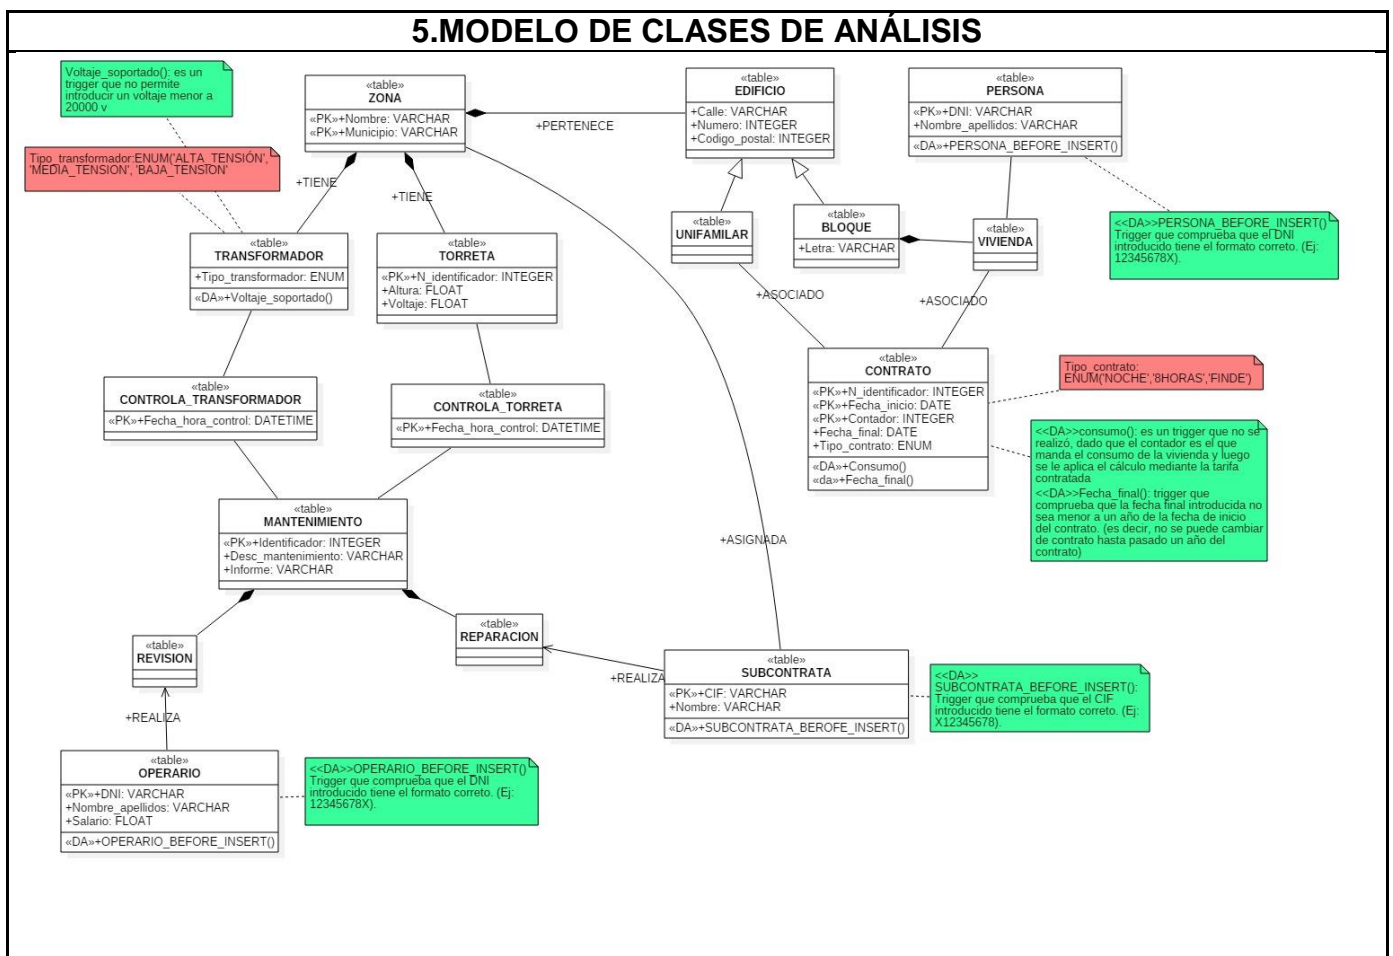 5.MODELO DE CLASES DE ANÁLISIS
Voltaje_soportado(): es un
trigger que no permite
introducir un voltaje menor a
20000 v
Tipo_transformador:ENUM('ALTA_TENSIÓN',
'MEDIA_TENSION', 'BAJA_TENSION'
«table»
ZONA
«PK»+Nombre: VARCHAR
«PK»+Municipio: VARCHAR
+PERTENECE
«table»
EDIFICIO
+Calle: VARCHAR
+Numero: INTEGER
+Codigo_postal: INTEGER
«table»
PERSONA
«PK»+DNI: VARCHAR
+Nombre_apellidos: VARCHAR
«DA»+PERSONA_BEFORE_INSERT()
+TIENE
+TIENE
«table»
TRANSFORMADOR
+Tipo_transformador: ENUM
«DA»+Voltaje_soportado()
«table»
TORRETA
«PK»+N_identificador: INTEGER
+Altura: FLOAT
+Voltaje: FLOAT
«table»
UNIFAMILAR
«table»
BLOQUE
+Letra: VARCHAR
«table»
VIVIENDA
<<DA>>PERSONA_BEFORE_INSERT()
Trigger que comprueba que el DNI
introducido tiene el formato correto. (Ej:
12345678X).
+ASOCIADO
+ASOCIADO
«table»
CONTROLA_TRANSFORMADOR
«PK»+Fecha_hora_control: DATETIME
«table»
CONTROLA_TORRETA
«PK»+Fecha_hora_control: DATETIME
«table»
CONTRATO
«PK»+N_identificador: INTEGER
«PK»+Fecha_inicio: DATE
«PK»+Contador: INTEGER
+Fecha_final: DATE
+Tipo_contrato: ENUM
«DA»+Consumo()
«da»+Fecha_final()
Tipo_contrato:
ENUM('NOCHE','8HORAS','FINDE')
<<DA>>consumo(): es un trigger que no se
realizó, dado que el contador es el que
manda el consumo de la vivienda y luego
se le aplica el cálculo mediante la tarifa
contratada
<<DA>>Fecha_final(): trigger que
comprueba que la fecha final introducida no
sea menor a un año de la fecha de inicio
del contrato. (es decir, no se puede cambiar
de contrato hasta pasado un año del
contrato)
«table»
MANTENIMIENTO
«PK»+Identificador: INTEGER
+Desc_mantenimiento: VARCHAR
+Informe: VARCHAR
+ASIGNADA
«table»
REVISION
«table»
REPARACION
+REALIZA
«table»
SUBCONTRATA
«PK»+CIF: VARCHAR
+Nombre: VARCHAR
«DA»+SUBCONTRATA_BEROFE_INSERT()
<<DA>>
SUBCONTRATA_BEFORE_INSERT():
Trigger que comprueba que el CIF
introducido tiene el formato correto. (Ej:
X12345678).
+REALIZA
«table»
OPERARIO
«PK»+DNI: VARCHAR
+Nombre_apellidos: VARCHAR
+Salario: FLOAT
«DA»+OPERARIO_BEFORE_INSERT()
<<DA>>OPERARIO_BEFORE_INSERT()
Trigger que comprueba que el DNI
introducido tiene el formato correto. (Ej:
12345678X).